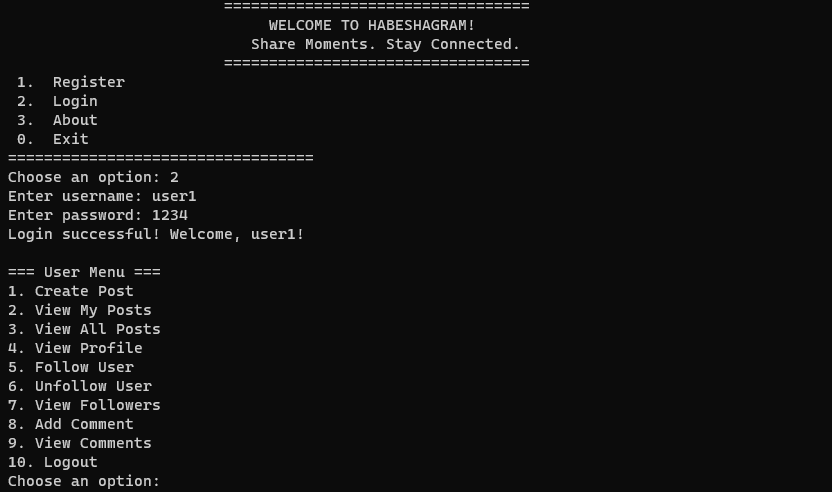 ==================================
WELCOME TO HABESHAGRAM!
Share Moments. Stay Connected.
==================================
1.  Register
2.  Login
3.  About
0.  Exit
==================================
Choose an option: 2
Enter username: user1
Enter password: 1234
Login successful! Welcome, user1!
=== User Menu ===
1. Create Post
2. View My Posts
3. View All Posts
4. View Profile
5. Follow User
6. Unfollow User
7. View Followers
8. Add Comment
9. View Comments
10. Logout
Choose an option: